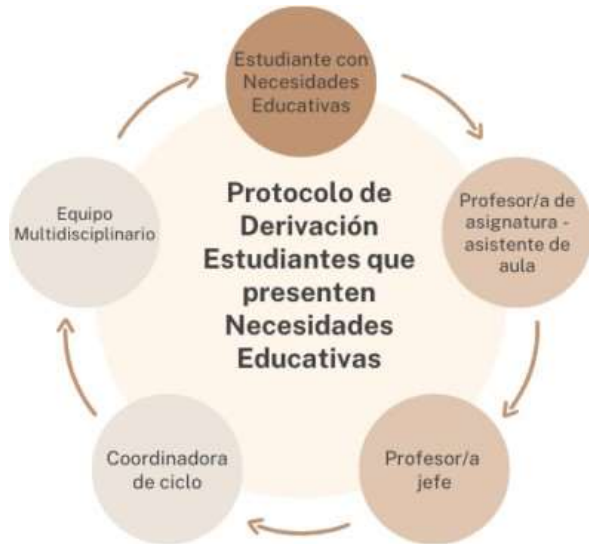 Estudiante con
Necesidades
Educativas
Protocolo de
Derivación
Estudiantes que
presenten
Necesidades
Educativas
Profesor/a de
asignatura -
asistente de
aula
Profesor/a
jefe
Coordinadora
de ciclo
Equipo
Multidisciplinario